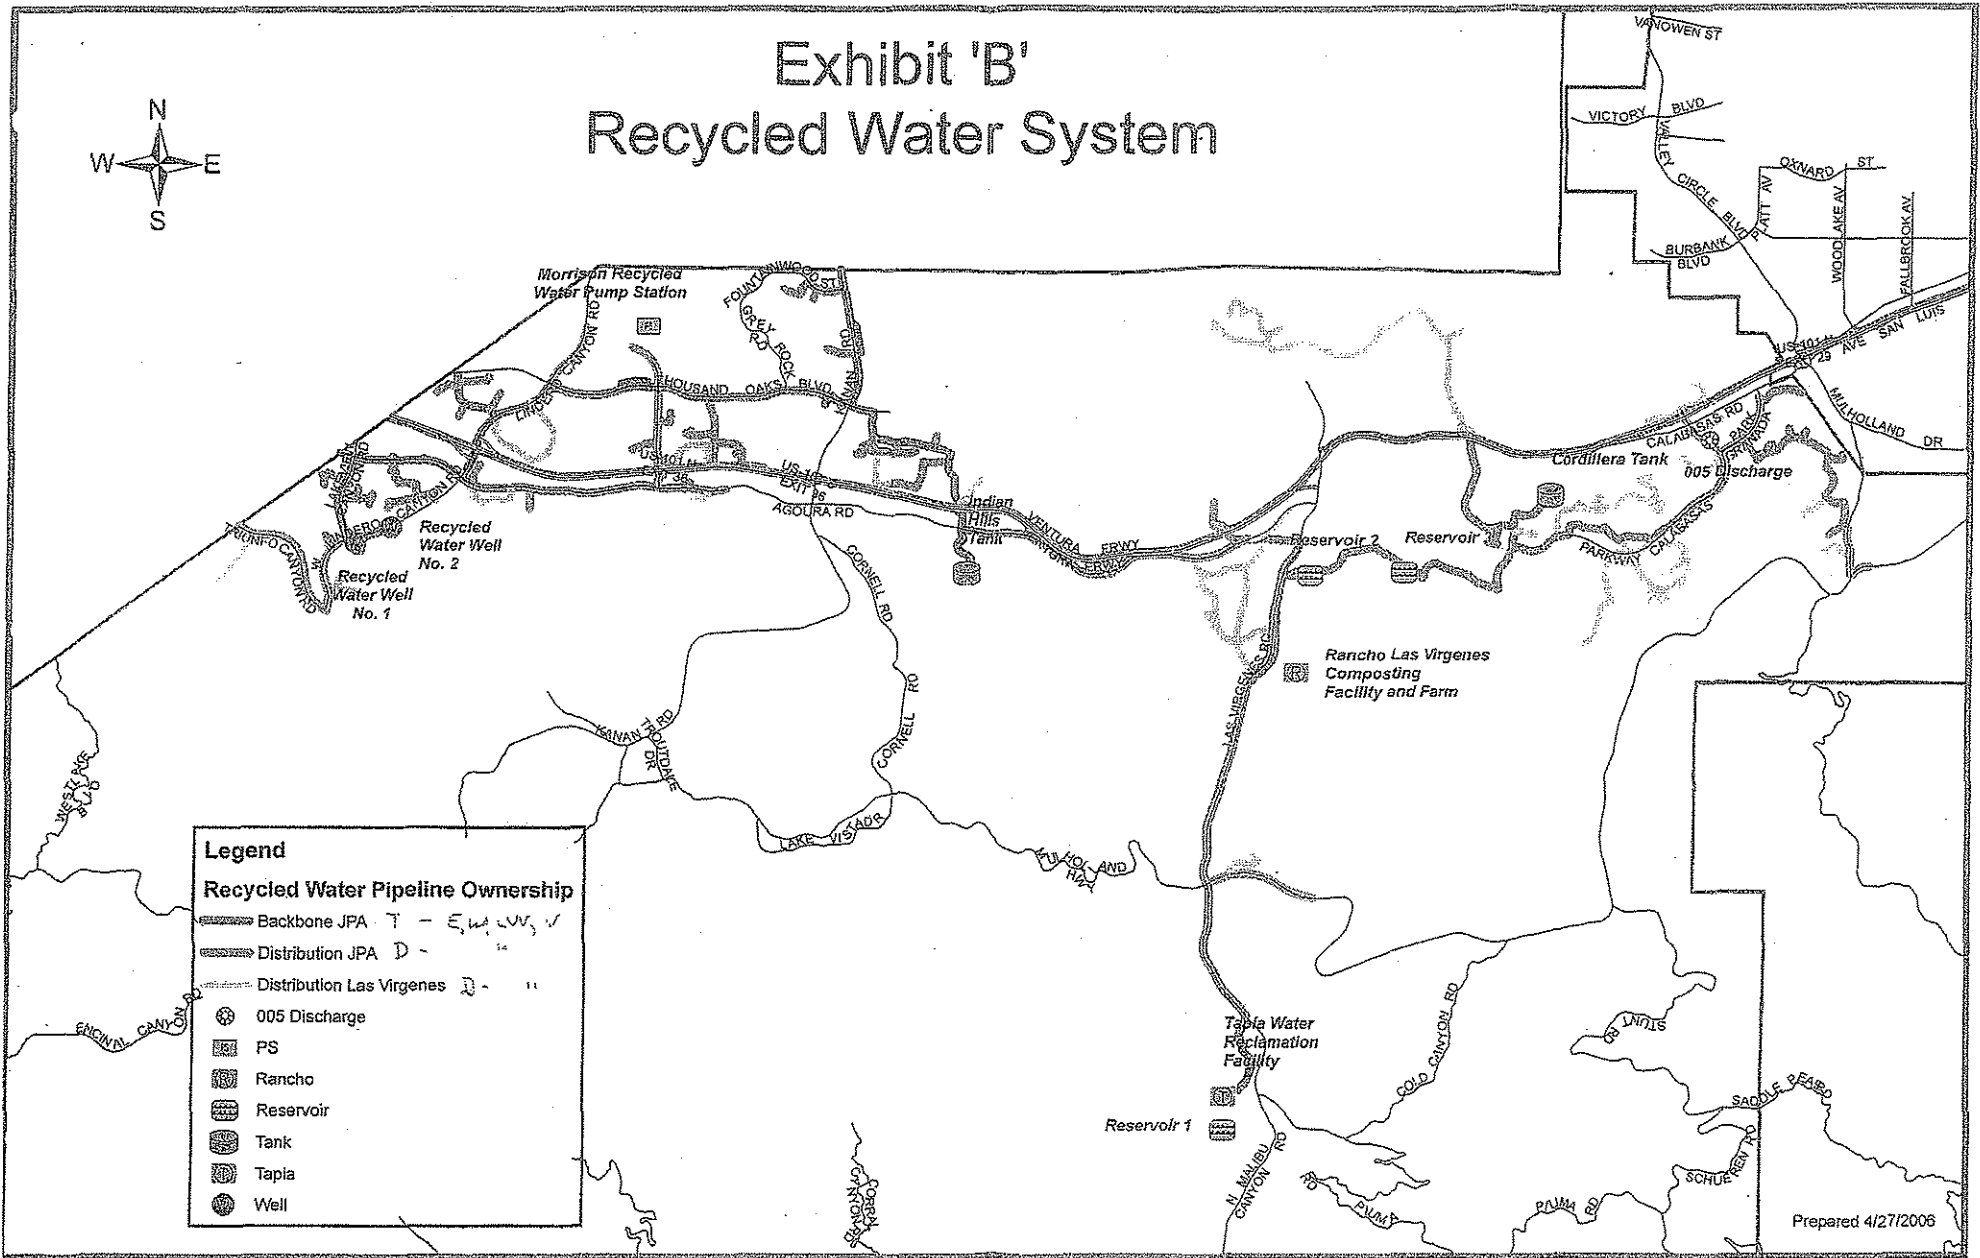 Exhibit 'B'
Recycled Water System
N
W E
S
VANOWEN ST
VICTORY BLVD
VALLEY CIRCLE BLVD
OXNARD ST
PLATT AV
WOODLAKE AV
FALLBROOK AV
BURBANK BLVD
AVE SAN LUIS
MULHOLLAND DR
Morrison Recycled
Water Pump Station
FOUNTAINWOOD ST
GREY ROCK RD
CANYON RD
KANAN RD
THOUSAND OAKS BLVD
US-101 N
EXIT 36
AGOURA RD
CALABASAS RD
PARK GRANADA
Cordillera Tank
005 Discharge
Indian
Hills
Tank
VENTURA FRWY
Reservoir 2
Reservoir
PARKWAY CALABASAS
Recycled
Water Well
No. 2
CANYON RD
TRIUNFO CANYON RD
Recycled
Water Well
No. 1
CORNELL RD
Rancho Las Virgenes
Composting
Facility and Farm
LAS VIRGENES RD
CORNELL RD
KANAN RD
TROUTDALE DR
WESTLAKE BLVD
LAKE VISTA DR
MULHOLLAND HWY
Legend
Recycled Water Pipeline Ownership
Backbone JPA T -
Distribution JPA D - "
Distribution Las Virgenes D - "
005 Discharge
PS
Rancho
Reservoir
Tank
Tapia
Well
ENCINAL CANYON RD
Tapia Water
Reclamation
Facility
Reservoir 1
COLD CANYON RD
STUNT RD
SADDLE PEAK RD
SCHUEREN RD
N MALIBU CANYON RD
PIUMA RD
PIUMA RD
CORRAL CANYON RD
Prepared 4/27/2006